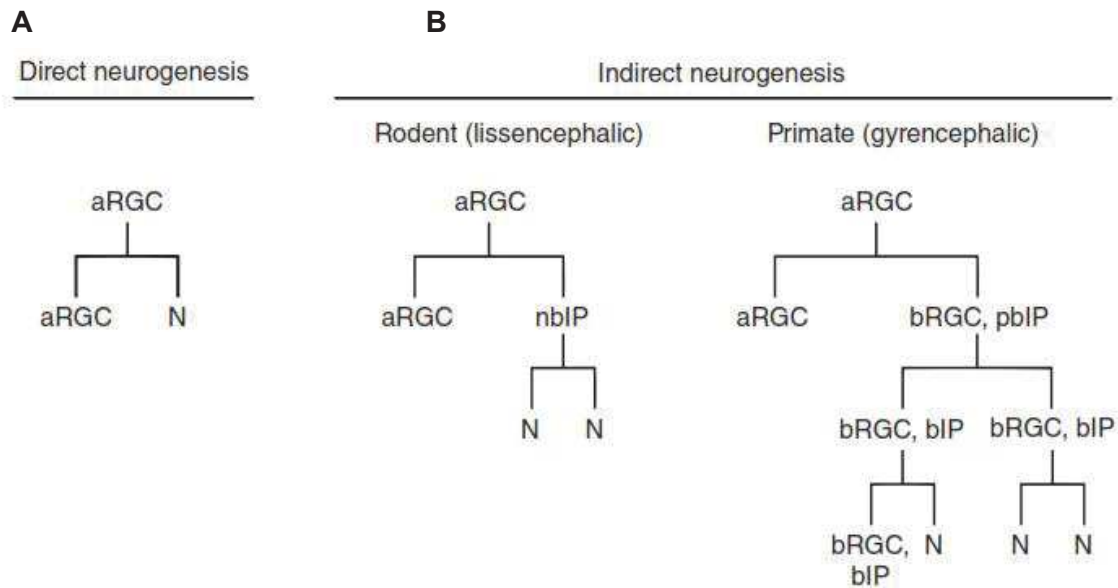 A
B
Direct neurogenesis
Indirect neurogenesis
Rodent (lissencephalic)
Primate (gyrencephalic)
aRGC
aRGC
aRGC
aRGC N
aRGC nbIP
aRGC bRGC, pbIP
N N
bRGC, bIP bRGC, bIP
bRGC, N N N
bIP